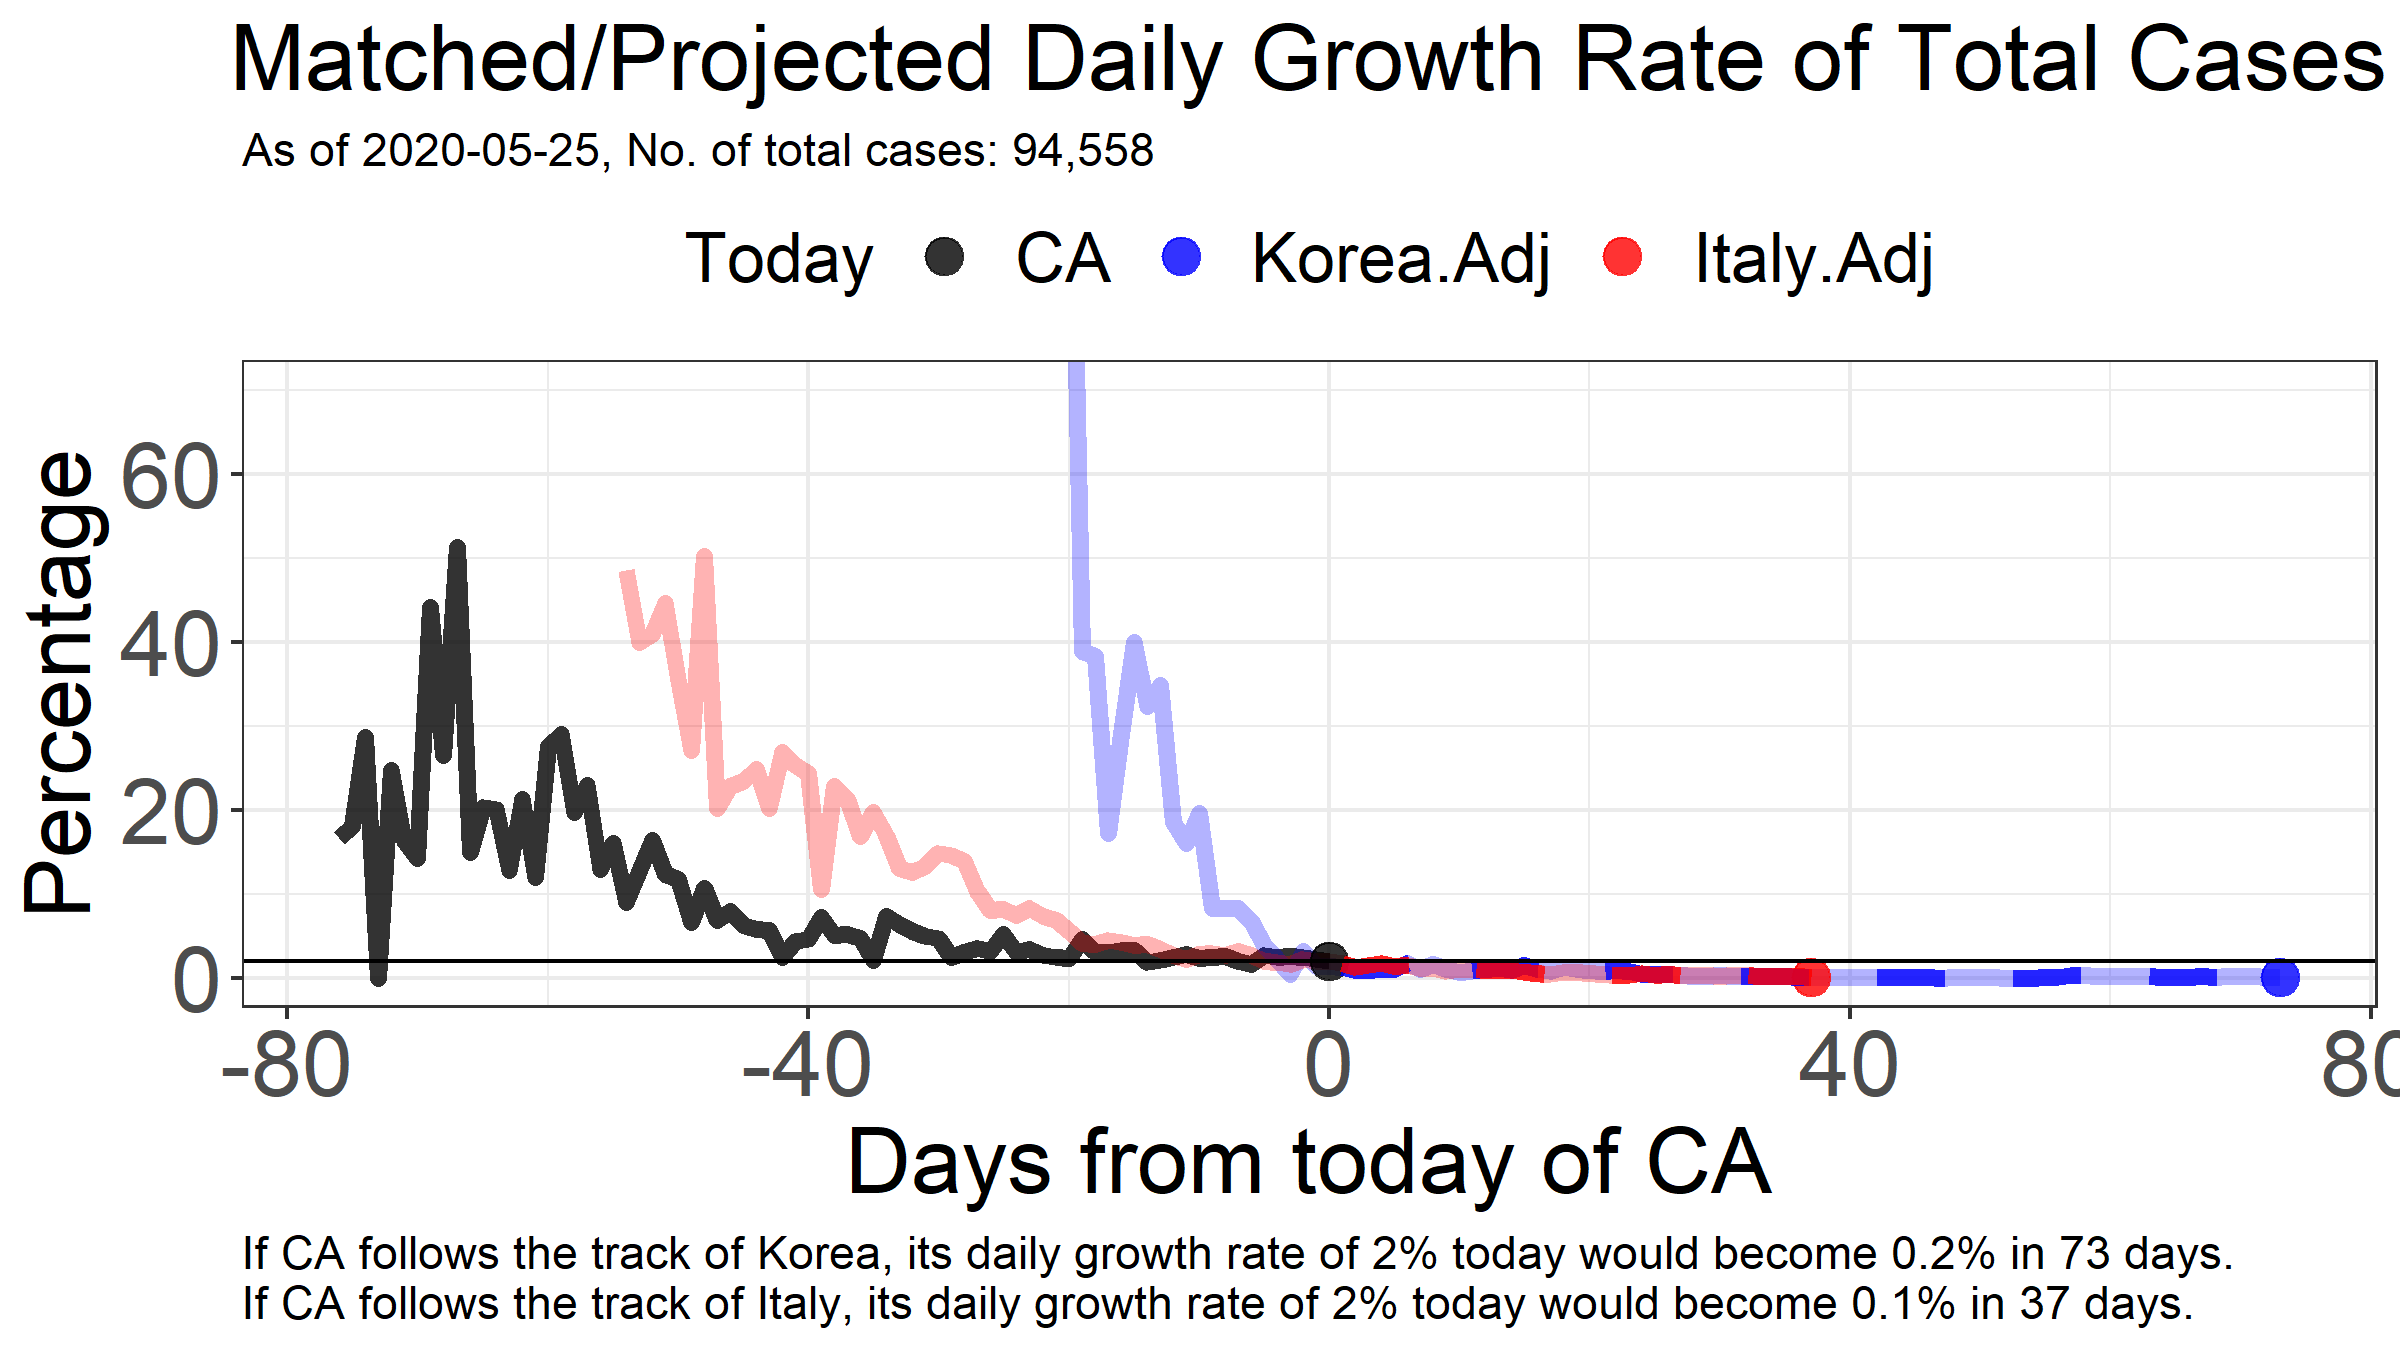 Matched/Projected Daily Growth Rate of Total Cases
As of 2020-05-25, No. of total cases: 94,558
Today CA Korea.Adj Italy.Adj
Percentage
60
40
20
0
-80 -40 0 40 80
Days from today of CA
If CA follows the track of Korea, its daily growth rate of 2% today would become 0.2% in 73 days.
If CA follows the track of Italy, its daily growth rate of 2% today would become 0.1% in 37 days.